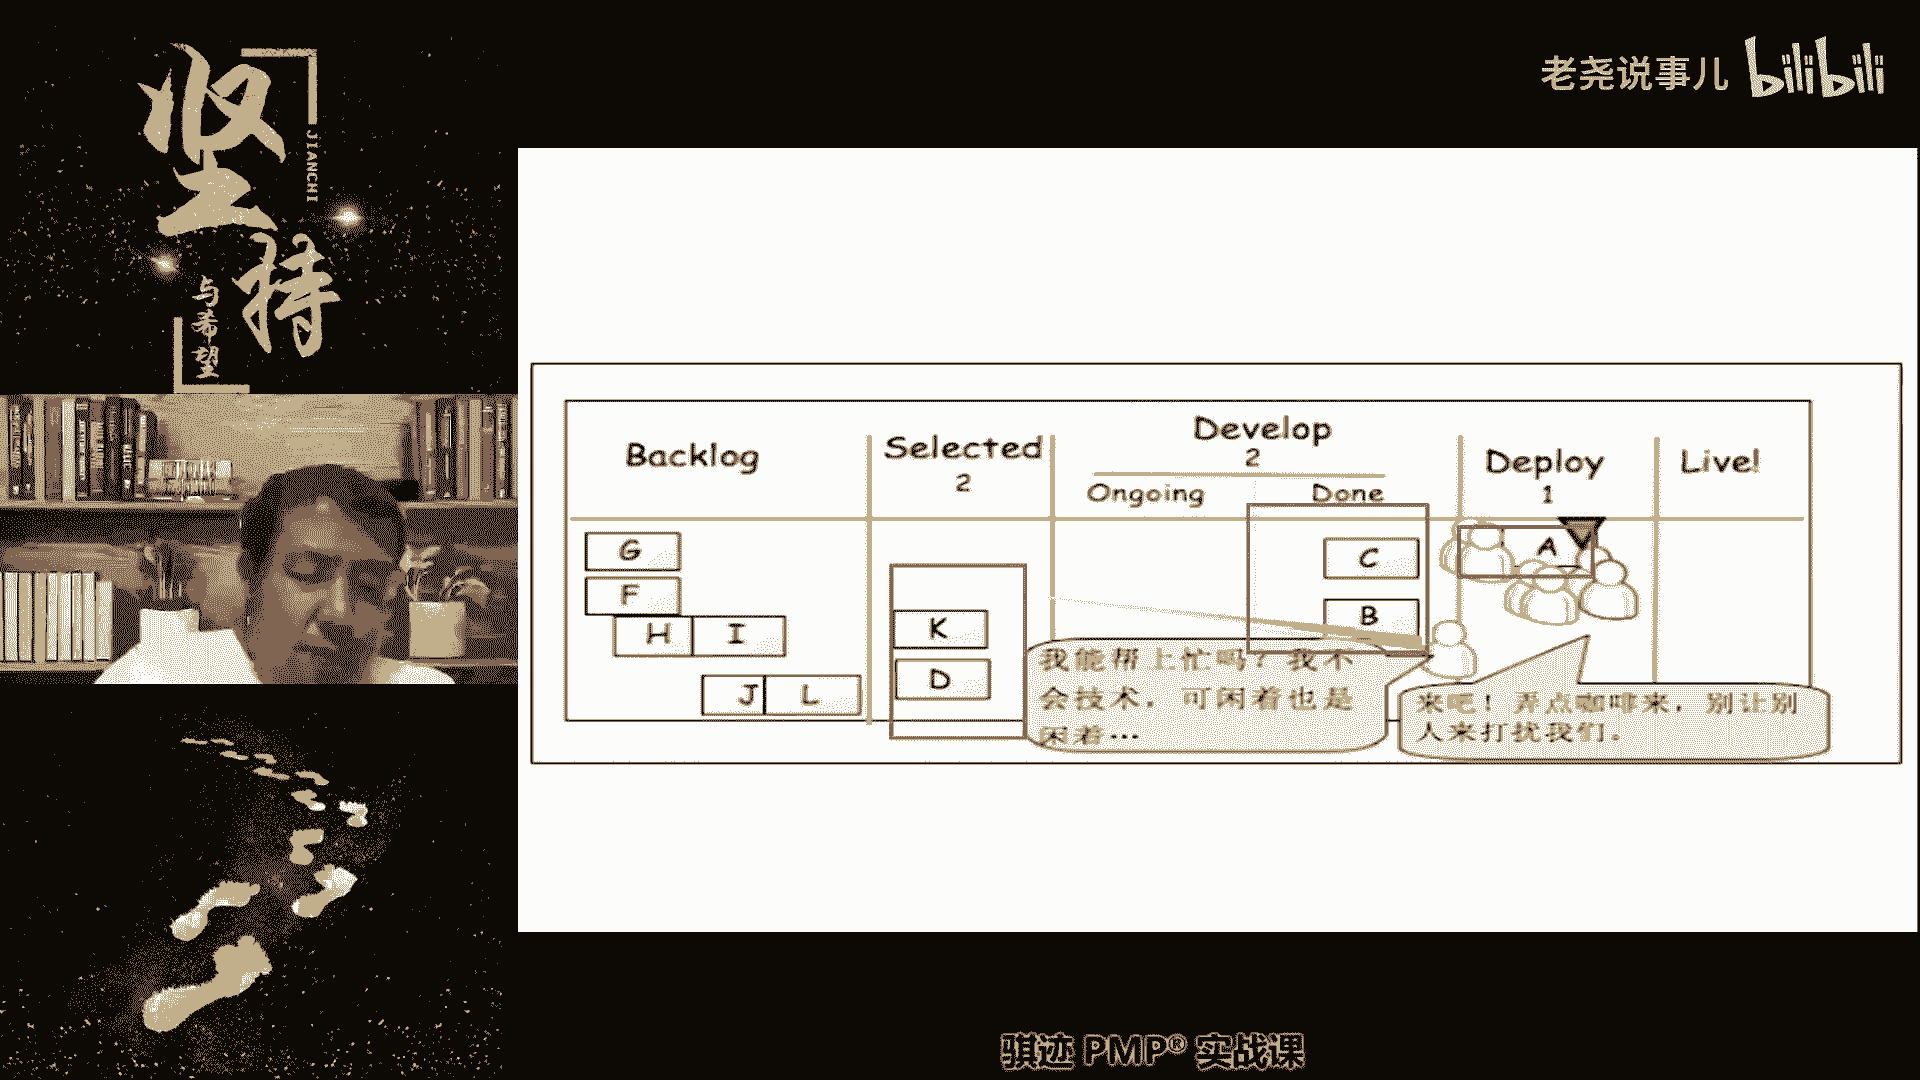 坚持
JIANCHI
与希望
老尧说事儿 bilibili
Backlog
Selected
2
Develop
2
Ongoing
Done
Deploy
1
Live!
G
F
H I
J L
K
D
C
B
A
我能帮上忙吗？我不
会技术，可闲着也是
闲着…
来吧！弄点咖啡来，别让别
人来打扰我们。
骐迹 PMP® 实战课